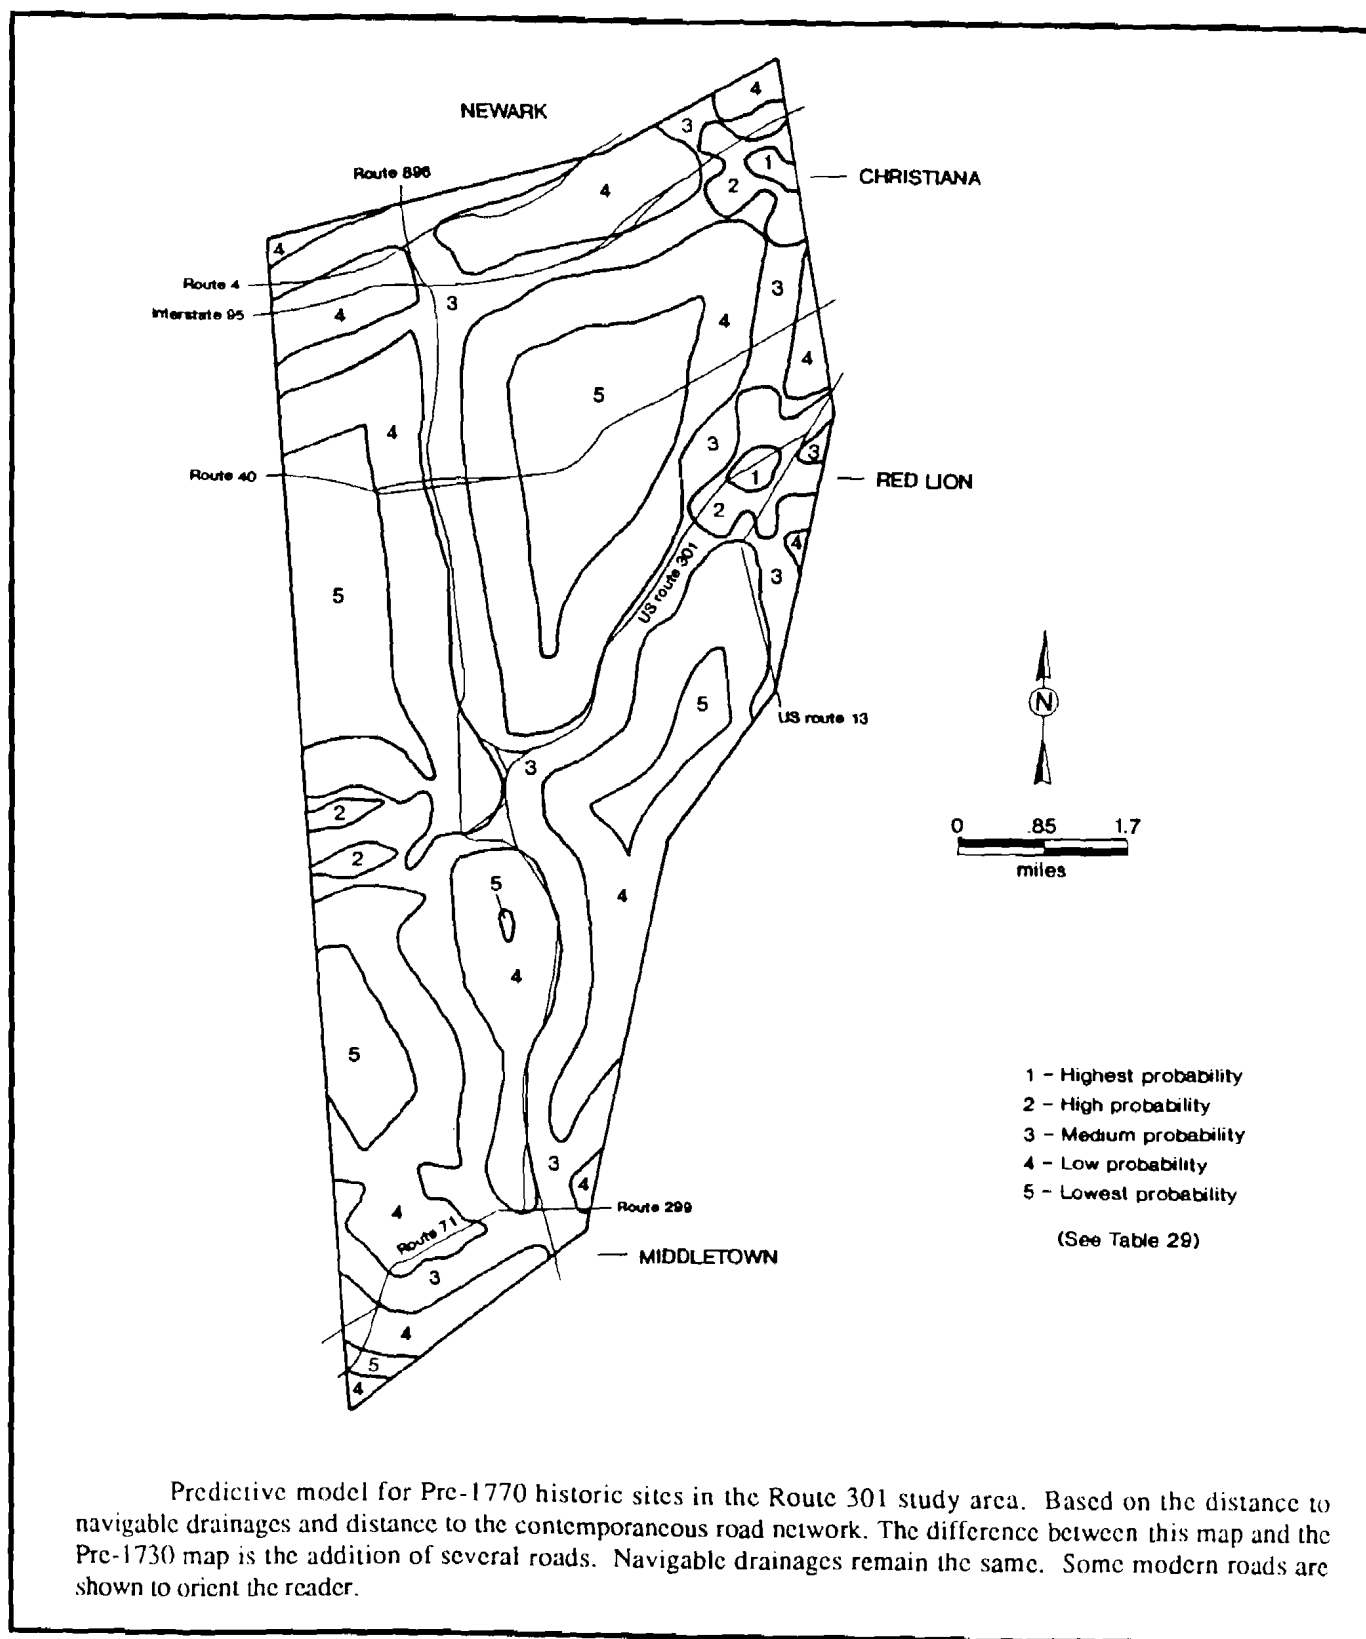 4
NEWARK
3
Route 896
1
CHRISTIANA
2
4
4
Route 4
3
3
Interstate 95
4
4
4
5
4
3
3
Route 40
1
RED LION
2
4
US route 301
3
5
5
US route 13
N
3
2
0 .85 1.7
miles
2
5
4
4
5
1 - Highest probability
2 - High probability
3 - Medium probability
4 - Low probability
5 - Lowest probability
(See Table 29)
3
4
Route 299
4
Route 71
MIDDLETOWN
3
4
5
4
Predictive model for Pre-1770 historic sites in the Route 301 study area. Based on the distance to
navigable drainages and distance to the contemporaneous road network. The difference between this map and the
Pre-1730 map is the addition of several roads. Navigable drainages remain the same. Some modern roads are
shown to orient the reader.